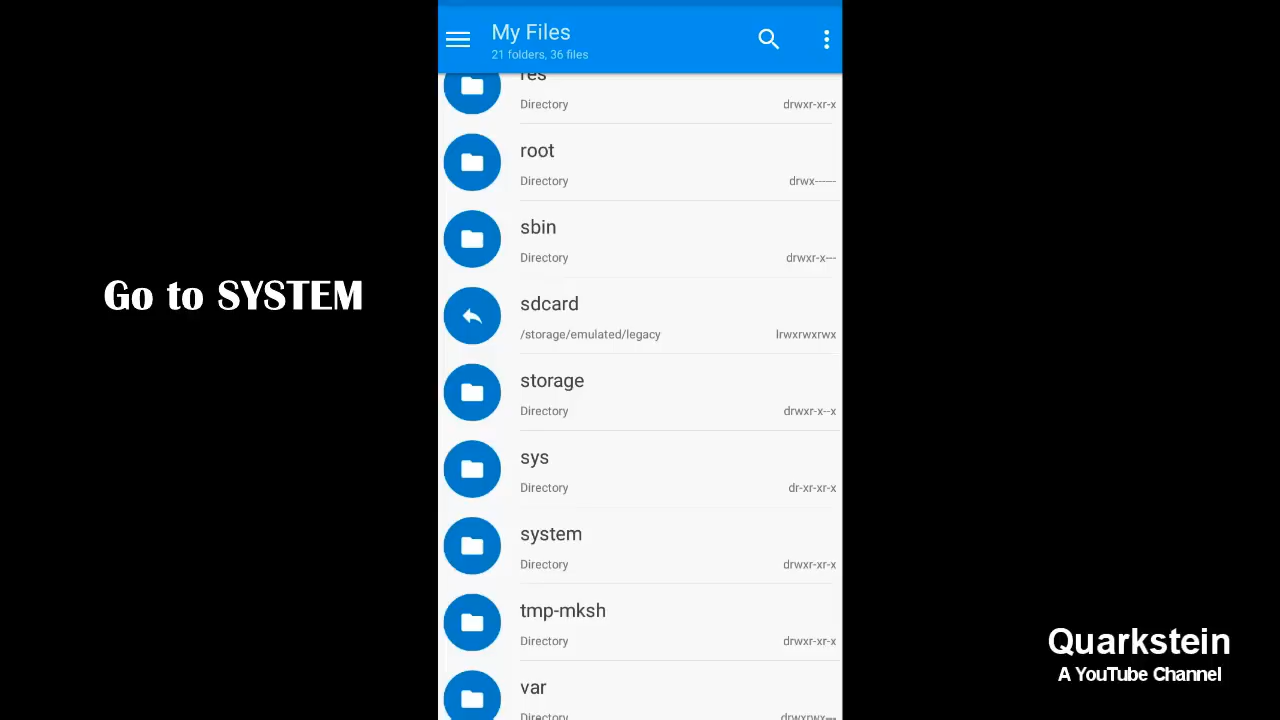 My Files
21 folders, 36 files
res
Directory drwxr-xr-x
root
Directory drwx------
sbin
Directory drwxr-x---
sdcard
/storage/emulated/legacy lrwxrwxrwx
storage
Directory drwxr-x--x
sys
Directory dr-xr-xr-x
system
Directory drwxr-xr-x
tmp-mksh
Directory drwxr-xr-x
var
Directory drwxrwx---
Go to SYSTEM
Quarkstein
A YouTube Channel